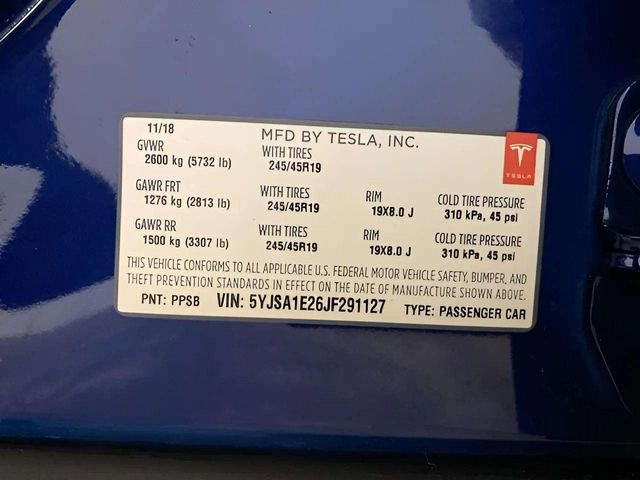 11/18 MFD BY TESLA, INC.
GVWR WITH TIRES
2600 kg (5732 lb) 245/45R19
TESLA
GAWR FRT WITH TIRES RIM COLD TIRE PRESSURE
1276 kg (2813 lb) 245/45R19 19X8.0 J 310 kPa, 45 psi
GAWR RR WITH TIRES RIM COLD TIRE PRESSURE
1500 kg (3307 lb) 245/45R19 19X8.0 J 310 kPa, 45 psi
THIS VEHICLE CONFORMS TO ALL APPLICABLE U.S. FEDERAL MOTOR VEHICLE SAFETY, BUMPER, AND
THEFT PREVENTION STANDARDS IN EFFECT ON THE DATE OF MANUFACTURE SHOWN ABOVE.
PNT: PPSB VIN: 5YJSA1E26JF291127 TYPE: PASSENGER CAR